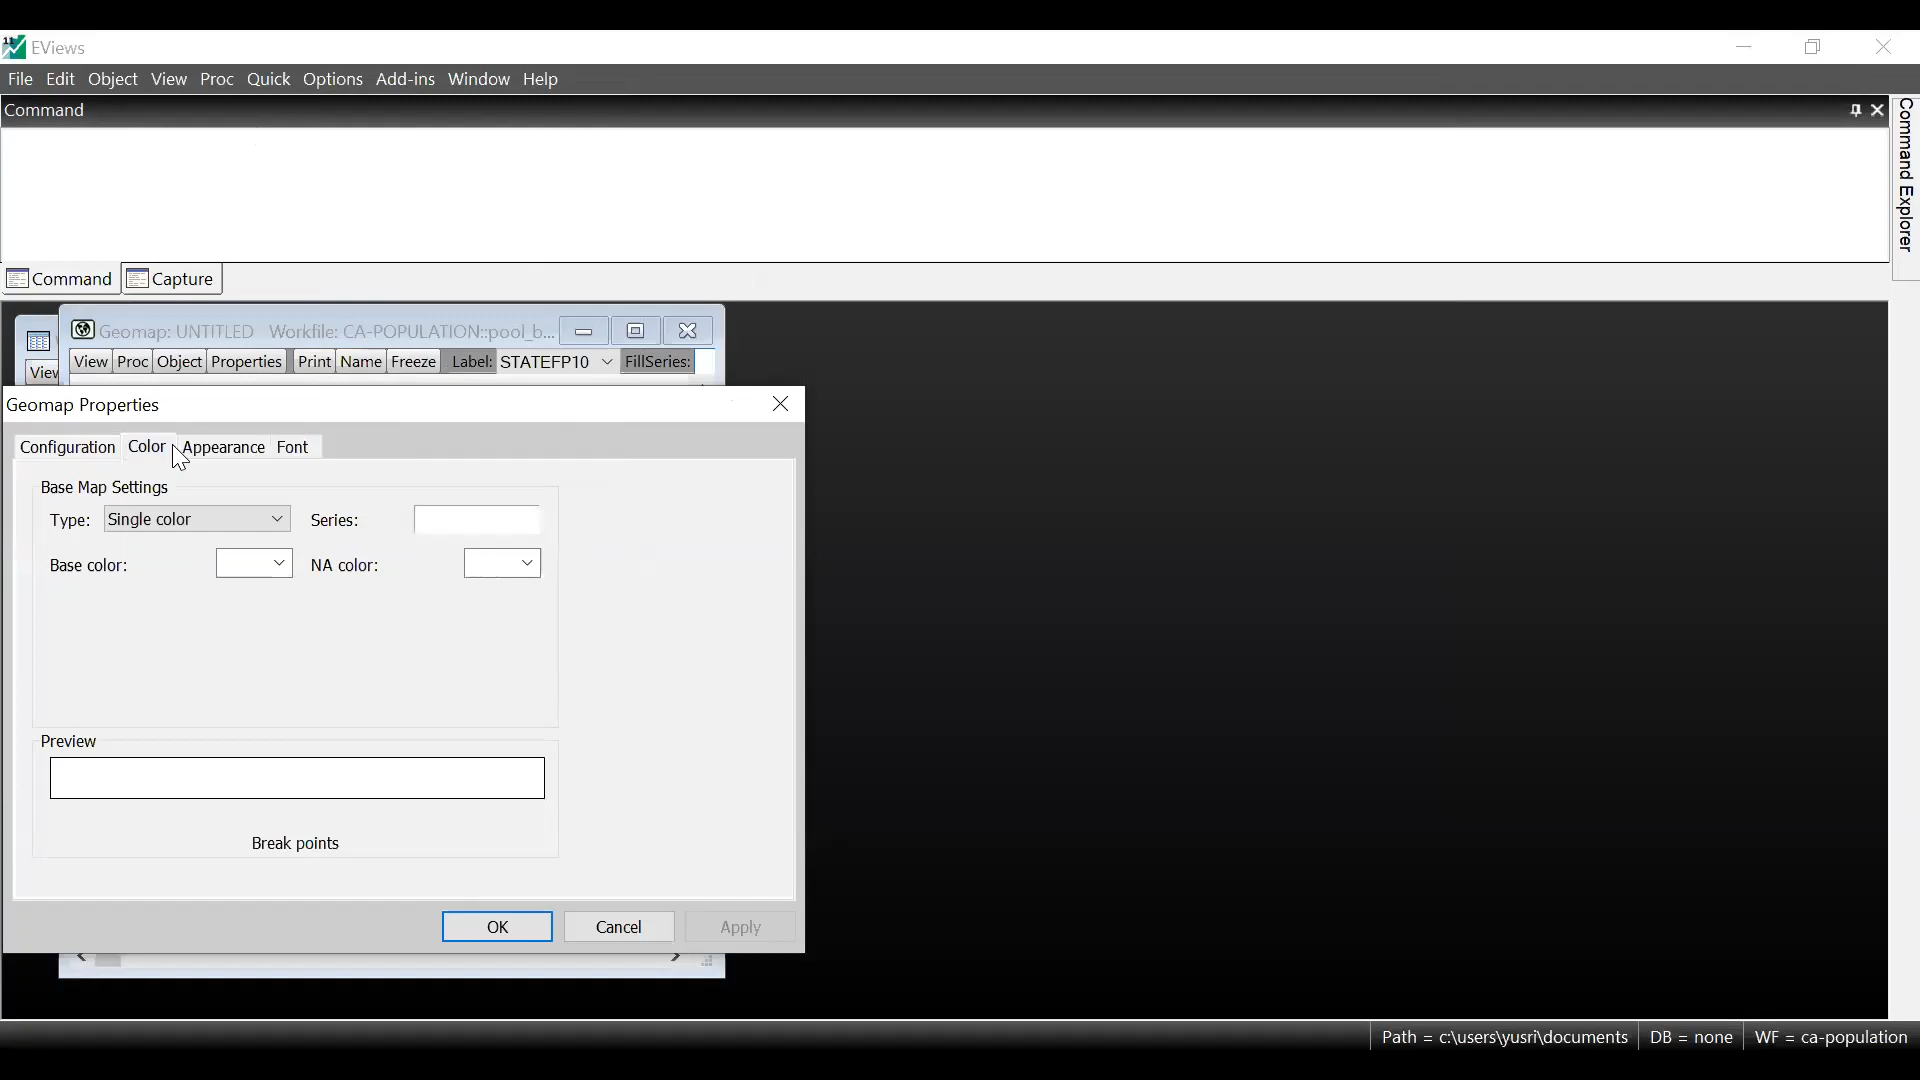 EViews
File Edit Object View Proc Quick Options Add-ins Window Help
Command
Command Explorer
Command Capture
Geomap: UNTITLED Workfile: CA-POPULATION::pool_b...
View Proc Object Properties Print Name Freeze Label: STATEFP10 FillSeries:
View
Geomap Properties
Configuration Color Appearance Font
Base Map Settings
Type: Single color Series:
Base color: NA color:
Preview
Break points
OK Cancel Apply
Path = c:\users\yusri\documents DB = none WF = ca-population